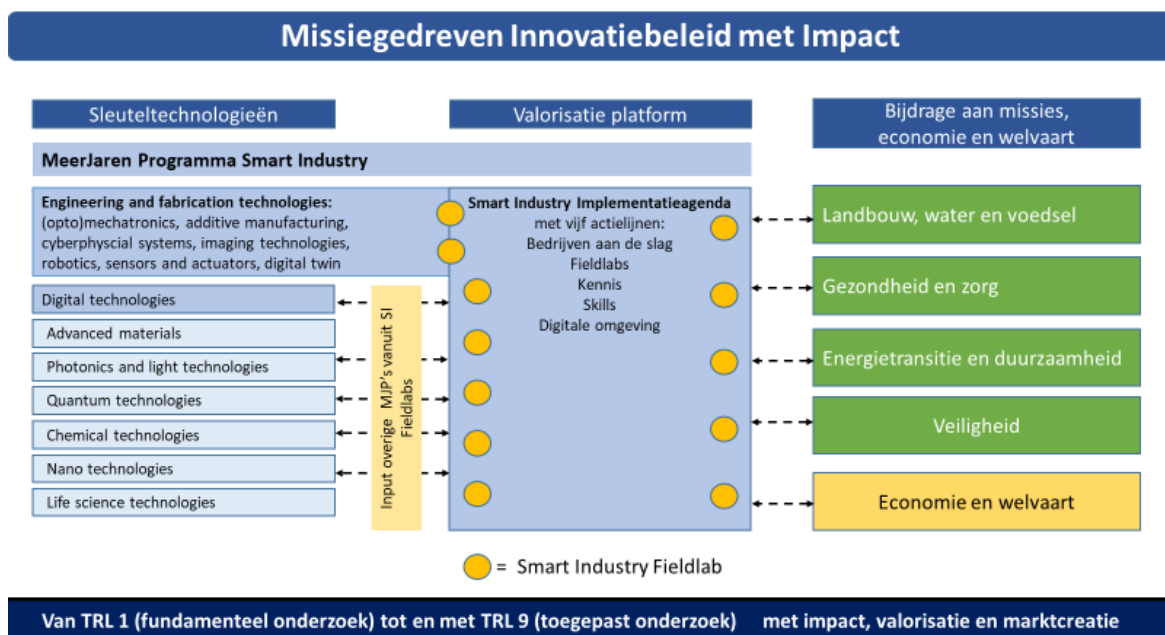 Missiegedreven Innovatiebeleid met Impact
Sleuteltechnologieën
Valorisatie platform
Bijdrage aan missies,
economie en welvaart
MeerJaren Programma Smart Industry
Engineering and fabrication technologies:
(opto)mechatronics, additive manufacturing,
cyberphyscial systems, imaging technologies,
robotics, sensors and actuators, digital twin
Digital technologies
Advanced materials
Photonics and light technologies
Quantum technologies
Chemical technologies
Nano technologies
Life science technologies
Input overige MJP's vanuit SI
Fieldlabs
Smart Industry Implementatieagenda
met vijf actielijnen:
Bedrijven aan de slag
Fieldlabs
Kennis
Skills
Digitale omgeving
Landbouw, water en voedsel
Gezondheid en zorg
Energietransitie en duurzaamheid
Veiligheid
Economie en welvaart
= Smart Industry Fieldlab
Van TRL 1 (fundamenteel onderzoek) tot en met TRL 9 (toegepast onderzoek) met impact, valorisatie en marktcreatie